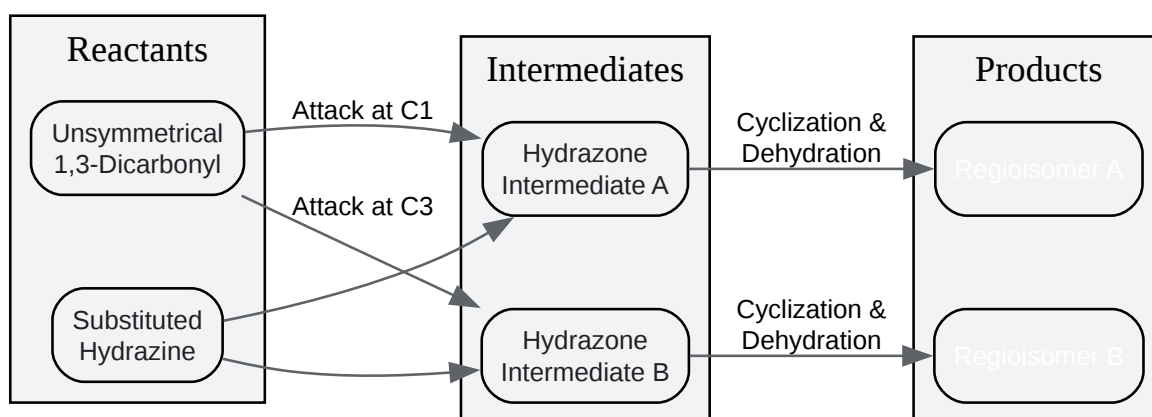 Reactants
Unsymmetrical
1,3-Dicarbonyl
Substituted
Hydrazine
Attack at C1
Attack at C3
Intermediates
Hydrazone
Intermediate A
Hydrazone
Intermediate B
Cyclization &
Dehydration
Cyclization &
Dehydration
Products
Regioisomer A
Regioisomer B